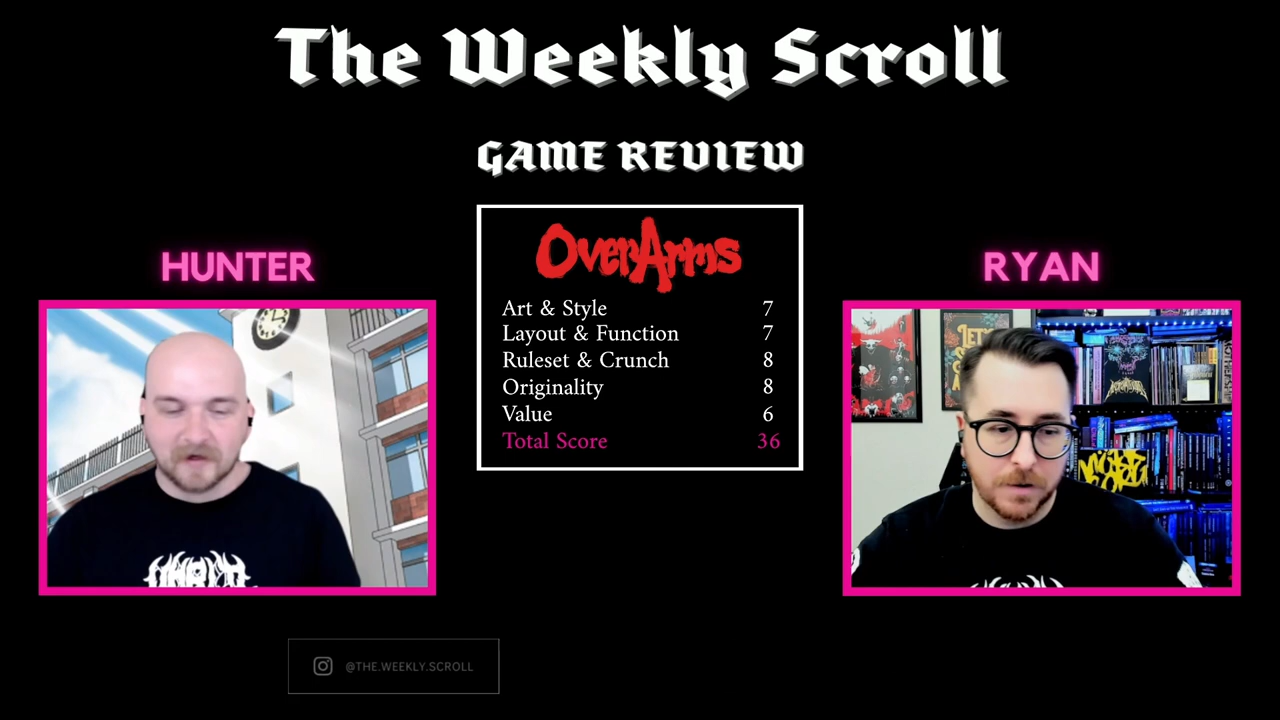 The Weekly Scroll
GAME REVIEW
HUNTER
OverArms
RYAN
Art & Style 7
Layout & Function 7
Ruleset & Crunch 8
Originality 8
Value 6
Total Score 36
@THE.WEEKLY.SCROLL